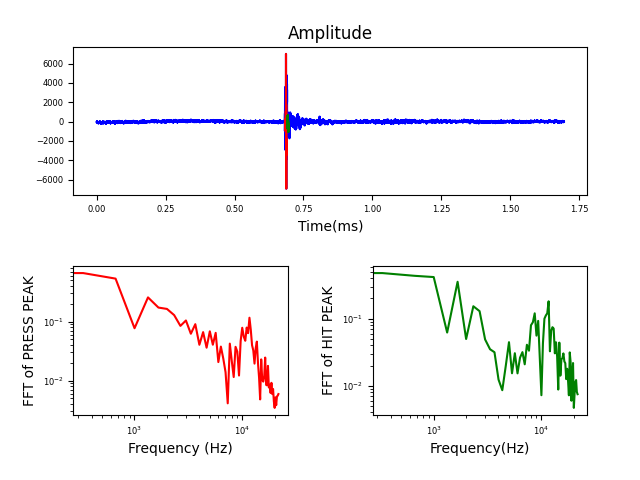 Amplitude
6000
4000
2000
0
−2000
−4000
−6000
0.00 0.25 0.50 0.75 1.00 1.25 1.50 1.75
Time(ms)
FFT of PRESS PEAK
10⁻¹
10⁻²
10³ 10⁴
Frequency (Hz)
FFT of HIT PEAK
10⁻¹
10⁻²
10³ 10⁴
Frequency(Hz)